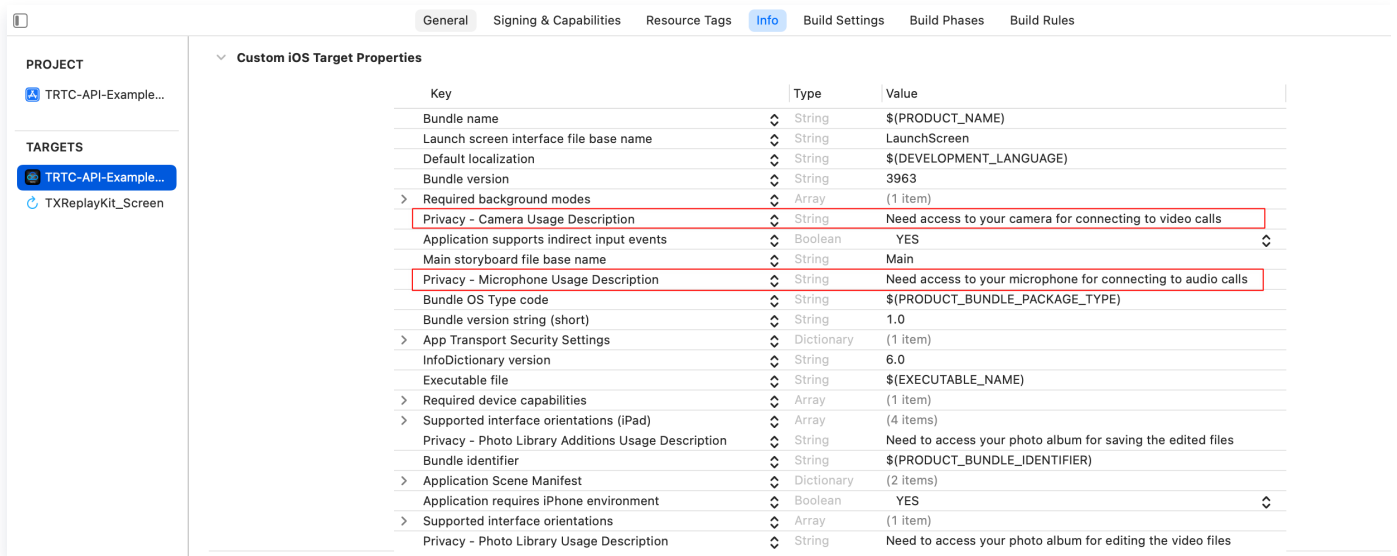 General Signing & Capabilities Resource Tags Info Build Settings Build Phases Build Rules
PROJECT
TRTC-API-Example...
TARGETS
TRTC-API-Example...
TXReplayKit_Screen
Custom iOS Target Properties
Key Type Value
Bundle name String $(PRODUCT_NAME)
Launch screen interface file base name String LaunchScreen
Default localization String $(DEVELOPMENT_LANGUAGE)
Bundle version String 3963
Required background modes Array (1 item)
Privacy - Camera Usage Description String Need access to your camera for connecting to video calls
Application supports indirect input events Boolean YES
Main storyboard file base name String Main
Privacy - Microphone Usage Description String Need access to your microphone for connecting to audio calls
Bundle OS Type code String $(PRODUCT_BUNDLE_PACKAGE_TYPE)
Bundle version string (short) String 1.0
App Transport Security Settings Dictionary (1 item)
InfoDictionary version String 6.0
Executable file String $(EXECUTABLE_NAME)
Required device capabilities Array (1 item)
Supported interface orientations (iPad) Array (4 items)
Privacy - Photo Library Additions Usage Description String Need to access your photo album for saving the edited files
Bundle identifier String $(PRODUCT_BUNDLE_IDENTIFIER)
Application Scene Manifest Dictionary (2 items)
Application requires iPhone environment Boolean YES
Supported interface orientations Array (1 item)
Privacy - Photo Library Usage Description String Need to access your photo album for editing the video files